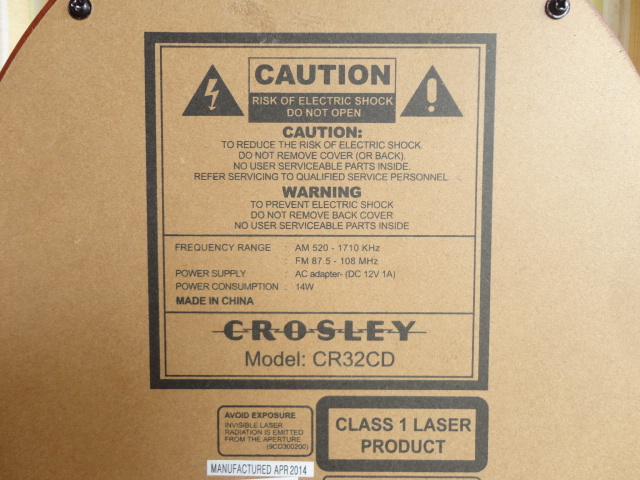 CAUTION
RISK OF ELECTRIC SHOCK
DO NOT OPEN
CAUTION:
TO REDUCE THE RISK OF ELECTRIC SHOCK.
DO NOT REMOVE COVER (OR BACK).
NO USER SERVICEABLE PARTS INSIDE.
REFER SERVICING TO QUALIFIED SERVICE PERSONNEL
WARNING
TO PREVENT ELECTRIC SHOCK
DO NOT REMOVE BACK COVER
NO USER SERVICEABLE PARTS INSIDE
FREQUENCY RANGE : AM 520 - 1710 KHz
: FM 87.5 - 108 MHz
POWER SUPPLY : AC adapter- (DC 12V 1A)
POWER CONSUMPTION : 14W
MADE IN CHINA
CROSLEY
Model: CR32CD
AVOID EXPOSURE
INVISIBLE LASER
RADIATION IS EMITTED
FROM THE APERTURE
(9CD300200)
CLASS 1 LASER
PRODUCT
MANUFACTURED APR 2014